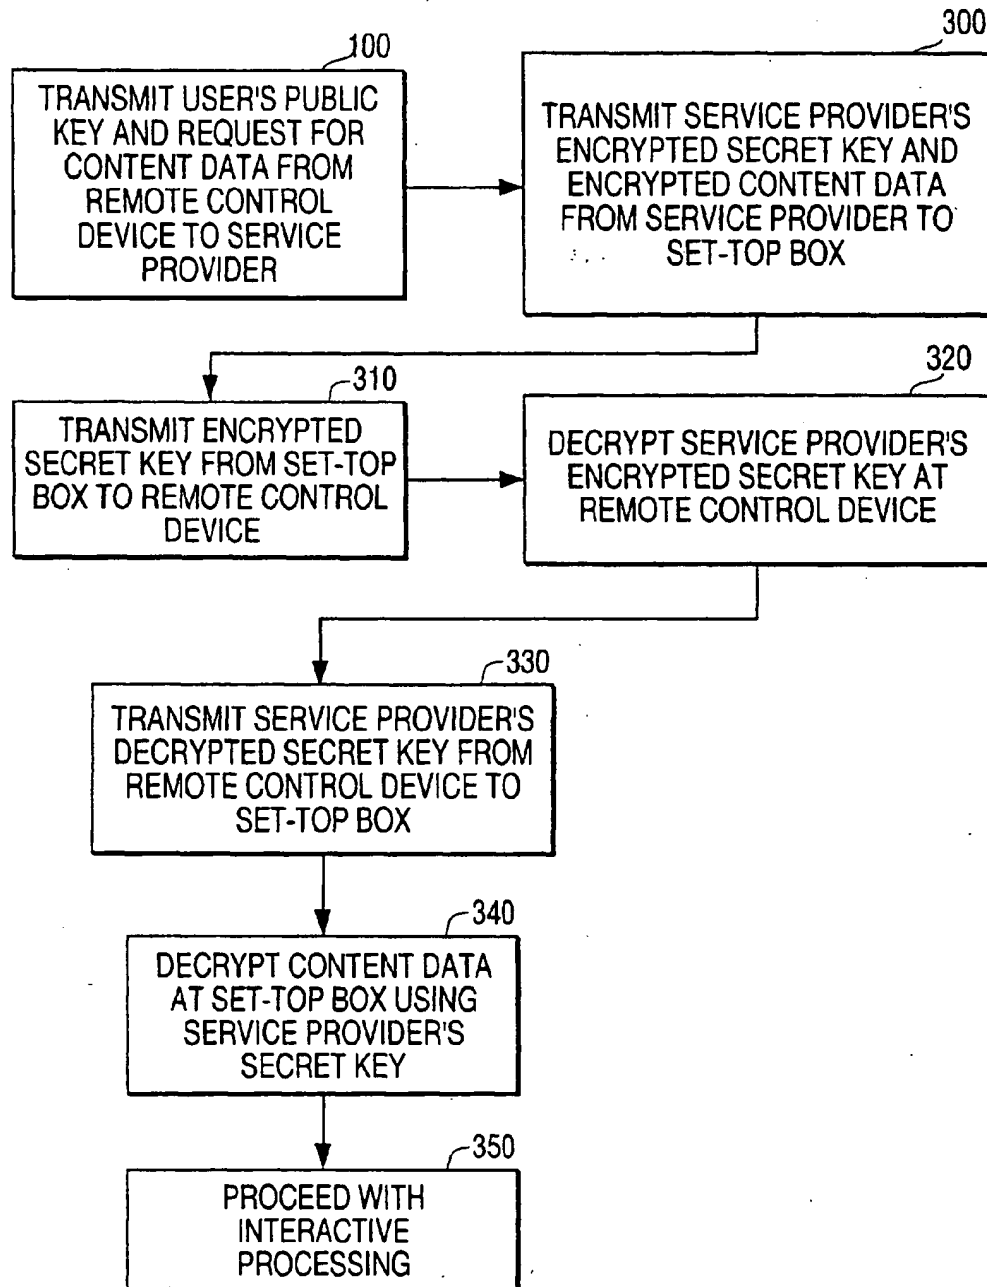 100
TRANSMIT USER'S PUBLIC
KEY AND REQUEST FOR
CONTENT DATA FROM
REMOTE CONTROL
DEVICE TO SERVICE
PROVIDER
300
TRANSMIT SERVICE PROVIDER'S
ENCRYPTED SECRET KEY AND
ENCRYPTED CONTENT DATA
FROM SERVICE PROVIDER TO
SET-TOP BOX
310
TRANSMIT ENCRYPTED
SECRET KEY FROM SET-TOP
BOX TO REMOTE CONTROL
DEVICE
320
DECRYPT SERVICE PROVIDER'S
ENCRYPTED SECRET KEY AT
REMOTE CONTROL DEVICE
330
TRANSMIT SERVICE PROVIDER'S
DECRYPTED SECRET KEY FROM
REMOTE CONTROL DEVICE TO
SET-TOP BOX
340
DECRYPT CONTENT DATA
AT SET-TOP BOX USING
SERVICE PROVIDER'S
SECRET KEY
350
PROCEED WITH
INTERACTIVE
PROCESSING